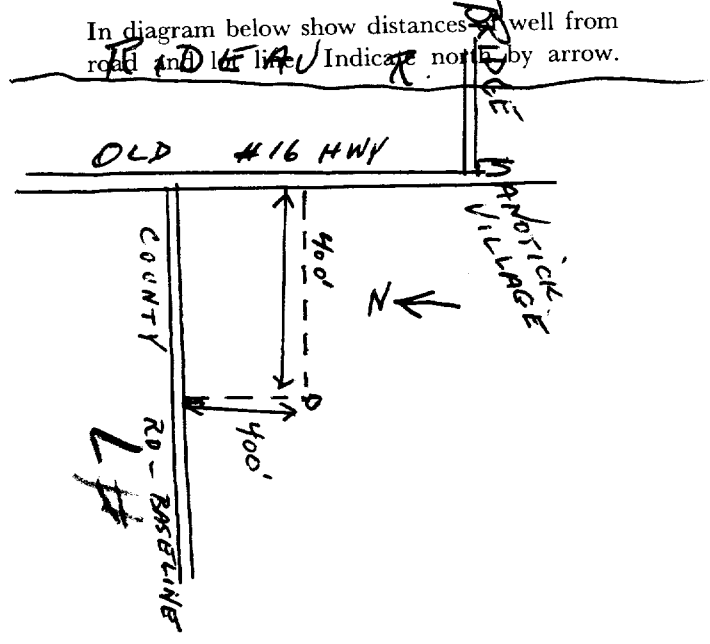 In diagram below show distances of well from
road and lot line. Indicate north by arrow.
RIDEAU R.
BRIDGE
OLD #16 HWY
MANOTICK
VILLAGE
400'
N
400'
COUNTY RD - BASELINE